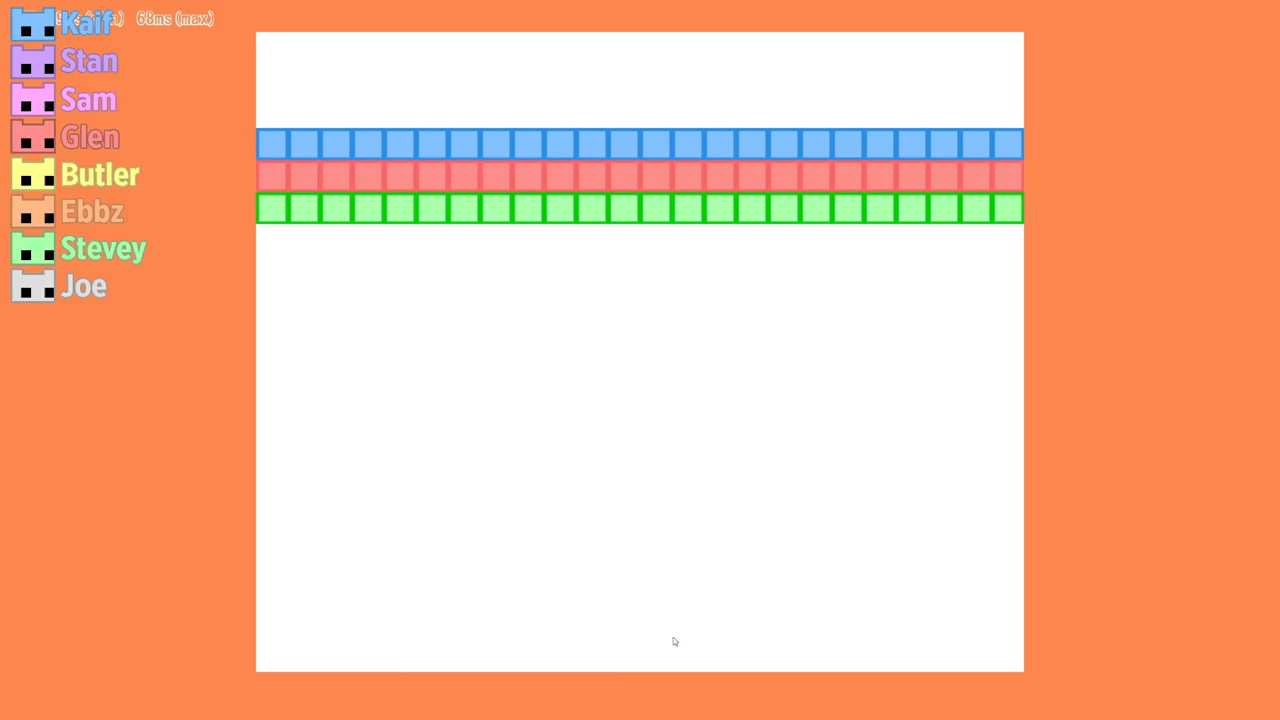 68ms(max)
Kaif
Stan
Sam
Glen
Butler
Ebbz
Stevey
Joe